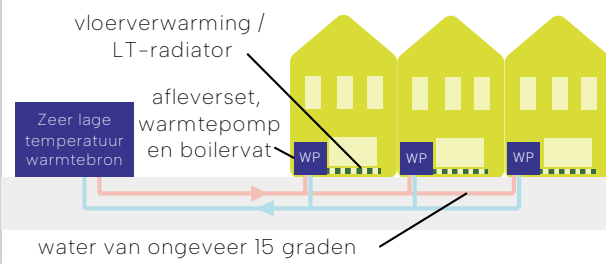 vloerverwarming /
LT-radiator
afleverset,
warmtepomp
en boilervat
Zeer lage
temperatuur
warmtebron
WP
WP
WP
water van ongeveer 15 graden